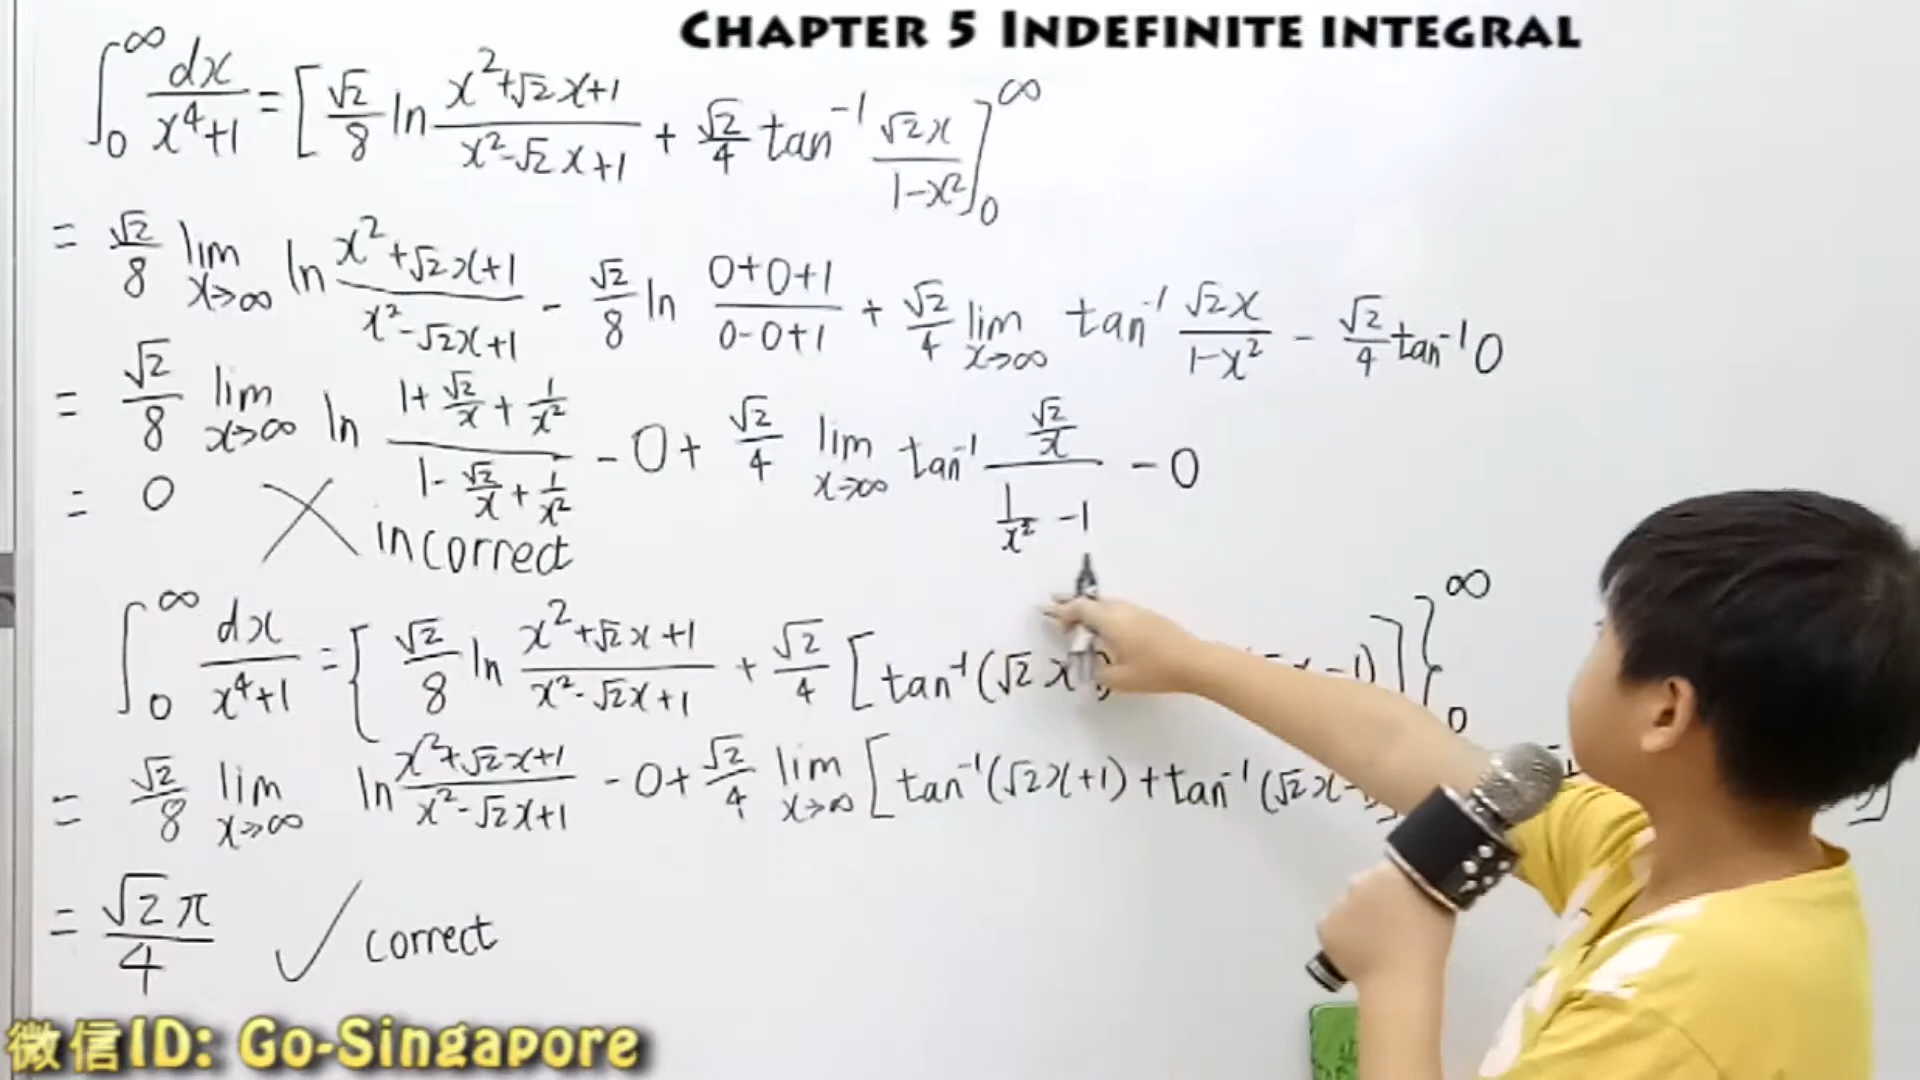 CHAPTER 5 INDEFINITE INTEGRAL
∫₀^∞ dx/(x⁴+1) = [√2/8 ln (x²+√2x+1)/(x²-√2x+1) + √2/4 tan⁻¹ √2x/(1-x²)]₀^∞
= √2/8 lim x→∞ ln (x²+√2x+1)/(x²-√2x+1) - √2/8 ln (0+0+1)/(0-0+1) + √2/4 lim x→∞ tan⁻¹ √2x/(1-x²) - √2/4 tan⁻¹ 0
= √2/8 lim x→∞ ln (1+√2/x+1/x²)/(1-√2/x+1/x²) - 0 + √2/4 lim x→∞ tan⁻¹ (√2/x)/(1/x²-1) - 0
= 0 ✗ incorrect
∫₀^∞ dx/(x⁴+1) = {√2/8 ln (x²+√2x+1)/(x²-√2x+1) + √2/4 [tan⁻¹(√2x -1)]}₀^∞
= √2/8 lim x→∞ ln (x²+√2x+1)/(x²-√2x+1) - 0 + √2/4 lim x→∞ [tan⁻¹(√2x+1) + tan⁻¹(√2x- ]
= √2π/4 ✓ correct
微信ID: Go-Singapore